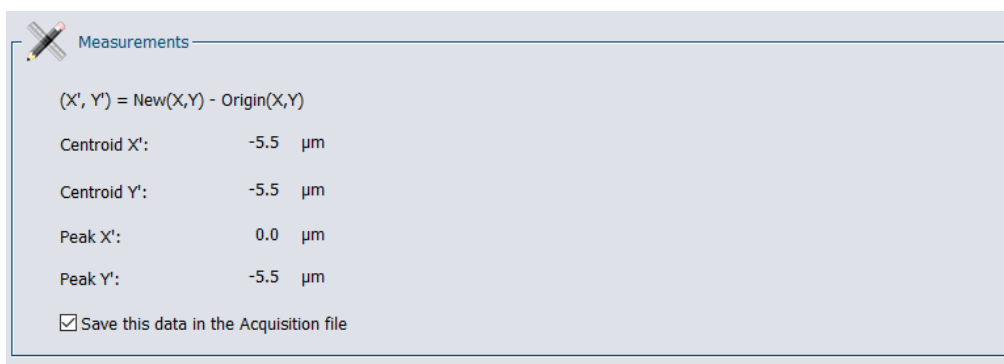 Measurements
(X', Y') = New(X,Y) - Origin(X,Y)
Centroid X': -5.5 µm
Centroid Y': -5.5 µm
Peak X': 0.0 µm
Peak Y': -5.5 µm
Save this data in the Acquisition file